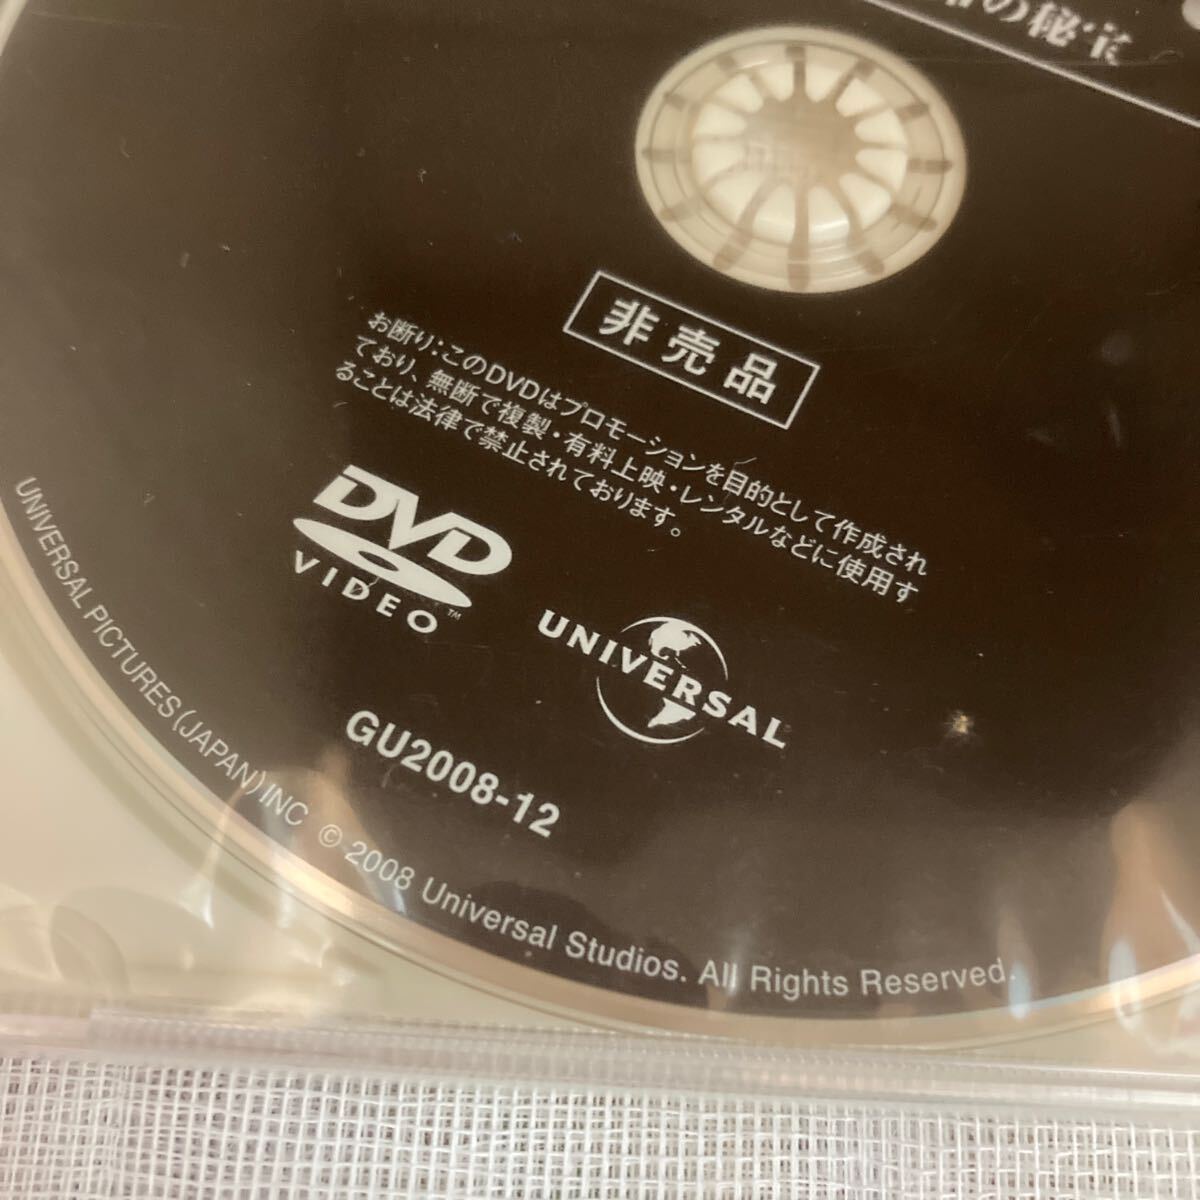 の秘宝
非売品
お断り：このDVDはプロモーションを目的として作成され
ており、無断で複製・有料上映・レンタルなどに使用す
ることは法律で禁止されております。
DVD
VIDEO™
UNIVERSAL
GU2008-12
UNIVERSAL PICTURES(JAPAN)INC © 2008 Universal Studios. All Rights Reserved.